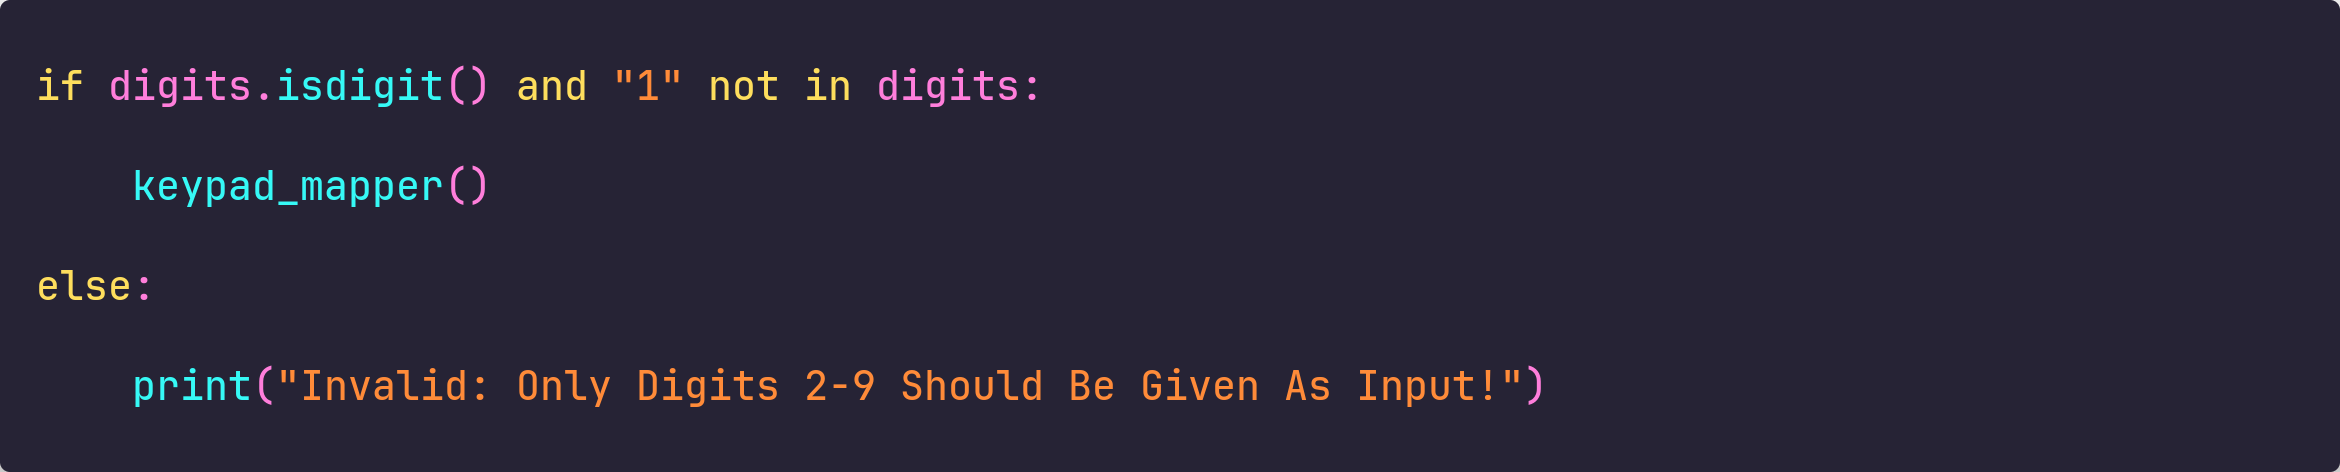 if digits.isdigit() and "1" not in digits:
    keypad_mapper()
else:
    print("Invalid: Only Digits 2-9 Should Be Given As Input!")